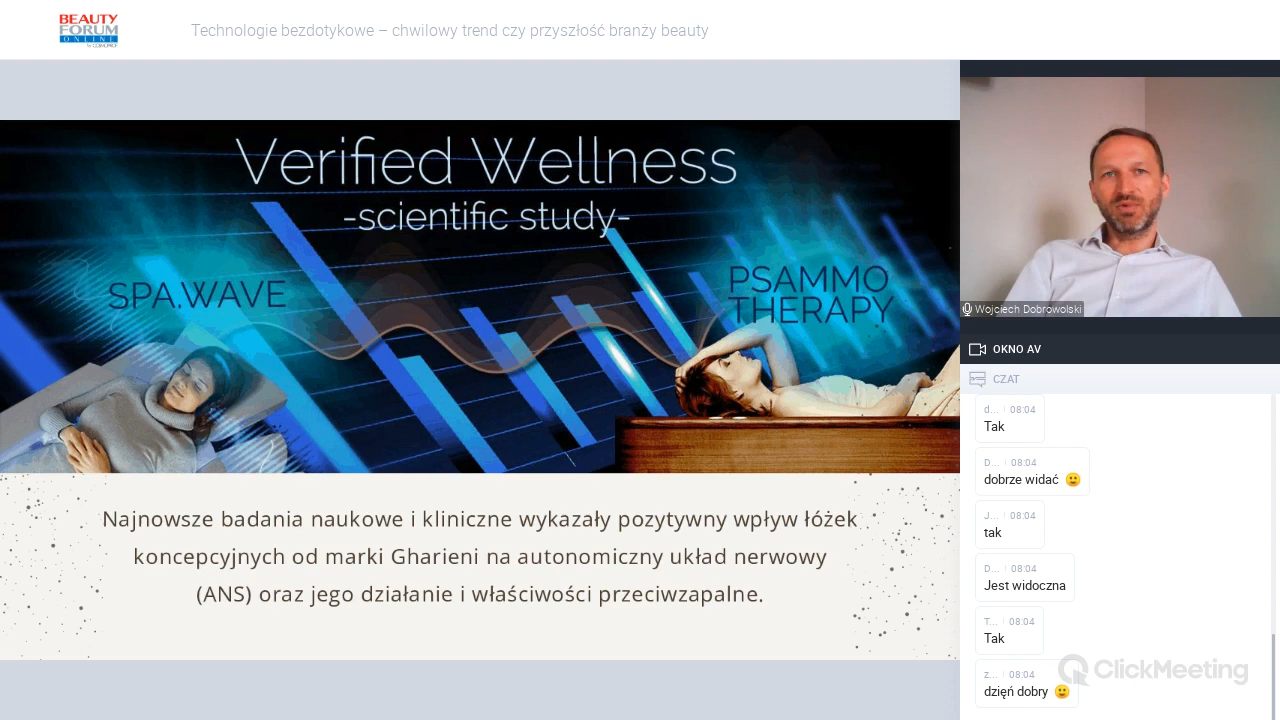 BEAUTY
FORUM
ONLINE
Technologie bezdotykowe – chwilowy trend czy przyszłość branży beauty
Verified Wellness
-scientific study-
SPA.WAVE
PSAMMO
THERAPY
Najnowsze badania naukowe i kliniczne wykazały pozytywny wpływ łóżek
koncepcyjnych od marki Gharieni na autonomiczny układ nerwowy
(ANS) oraz jego działanie i właściwości przeciwzapalne.
Wojciech Dobrowolski
OKNO AV
CZAT
d... 08:04
Tak
D... 08:04
dobrze widać 🙂
J... 08:04
tak
D... 08:04
Jest widoczna
T... 08:04
Tak
z... 08:04
dzięń dobry 🙂
ClickMeeting